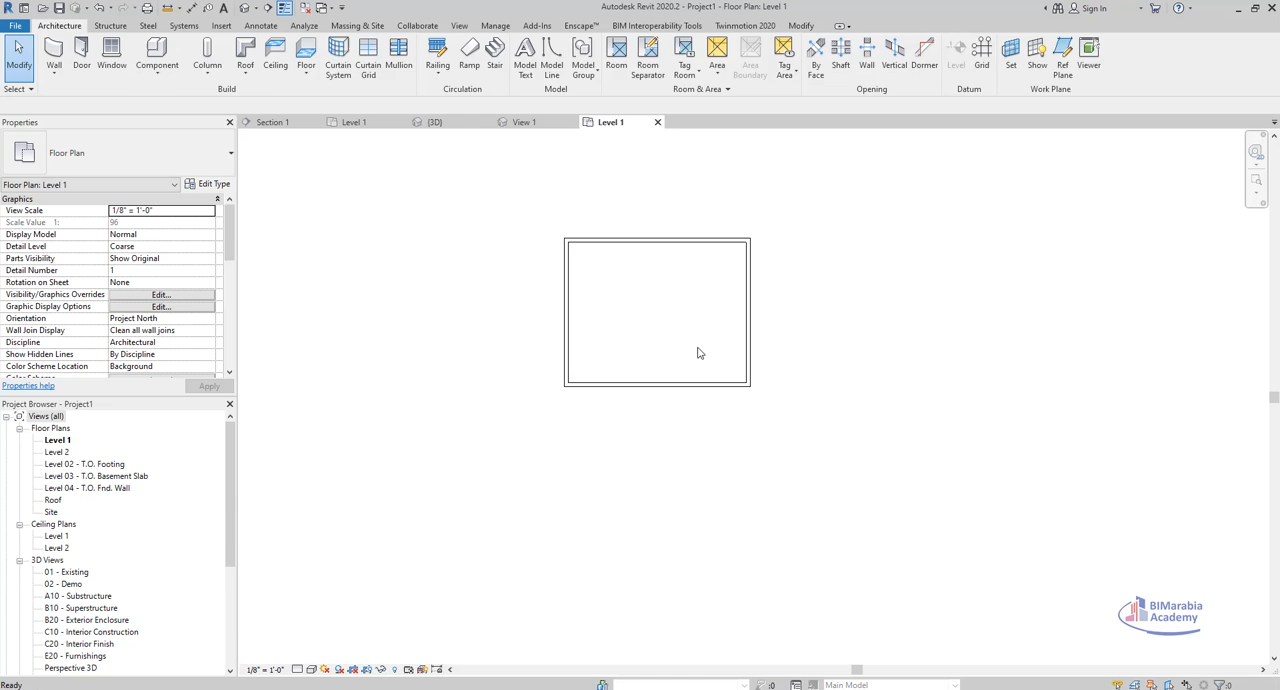 Autodesk Revit 2020.2 - Project1 - Floor Plan: Level 1
Sign In
File Architecture Structure Steel Systems Insert Annotate Analyze Massing & Site Collaborate View Manage Add-Ins Enscape™ BIM Interoperability Tools Twinmotion 2020 Modify
Modify Wall Door Window Component Column Roof Ceiling Floor Curtain System Curtain Grid Mullion Railing Ramp Stair Model Text Model Line Model Group Room Room Separator Tag Room Area Area Boundary Tag Area By Face Shaft Wall Vertical Dormer Level Grid Set Show Ref Plane Viewer
Select Build Circulation Model Room & Area Opening Datum Work Plane
Properties
Section 1 Level 1 {3D} View 1 Level 1
Floor Plan
Floor Plan: Level 1 Edit Type
Graphics
View Scale 1/8" = 1'-0"
Scale Value 1: 96
Display Model Normal
Detail Level Coarse
Parts Visibility Show Original
Detail Number 1
Rotation on Sheet None
Visibility/Graphics Overrides Edit...
Graphic Display Options Edit...
Orientation Project North
Wall Join Display Clean all wall joins
Discipline Architectural
Show Hidden Lines By Discipline
Color Scheme Location Background
Properties help Apply
Project Browser - Project1
Views (all)
Floor Plans
Level 1
Level 2
Level 02 - T.O. Footing
Level 03 - T.O. Basement Slab
Level 04 - T.O. Fnd. Wall
Roof
Site
Ceiling Plans
Level 1
Level 2
3D Views
01 - Existing
02 - Demo
A10 - Substructure
B10 - Superstructure
B20 - Exterior Enclosure
C10 - Interior Construction
C20 - Interior Finish
E20 - Furnishings
Perspective 3D
BIMarabia
Academy
1/8" = 1'-0"
Ready :0 Main Model :0